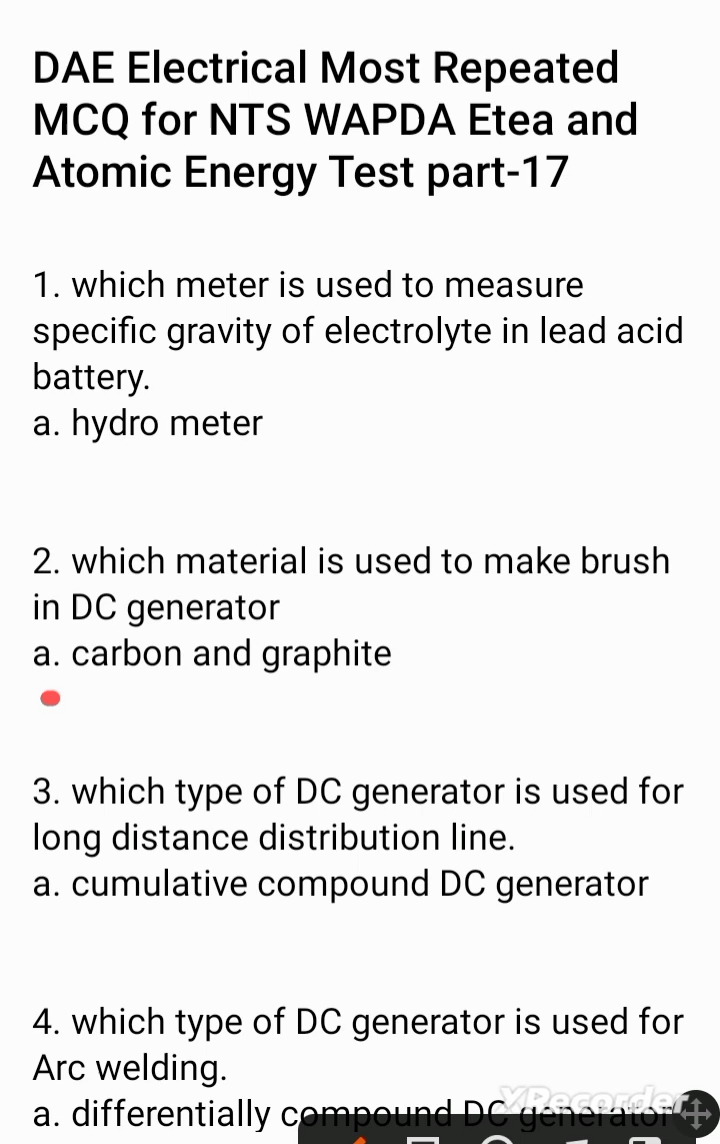 DAE Electrical Most Repeated
MCQ for NTS WAPDA Etea and
Atomic Energy Test part-17
1. which meter is used to measure
specific gravity of electrolyte in lead acid
battery.
a. hydro meter
2. which material is used to make brush
in DC generator
a. carbon and graphite
3. which type of DC generator is used for
long distance distribution line.
a. cumulative compound DC generator
4. which type of DC generator is used for
Arc welding.
a. differentially compound DC generator
XRecorder